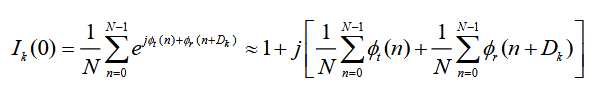 I_k(0) = \frac{1}{N} \sum_{n=0}^{N-1} e^{j\phi_t(n)+\phi_r(n+D_k)} \approx 1 + j \left[ \frac{1}{N} \sum_{n=0}^{N-1} \phi_t(n) + \frac{1}{N} \sum_{n=0}^{N-1} \phi_r(n+D_k) \right]